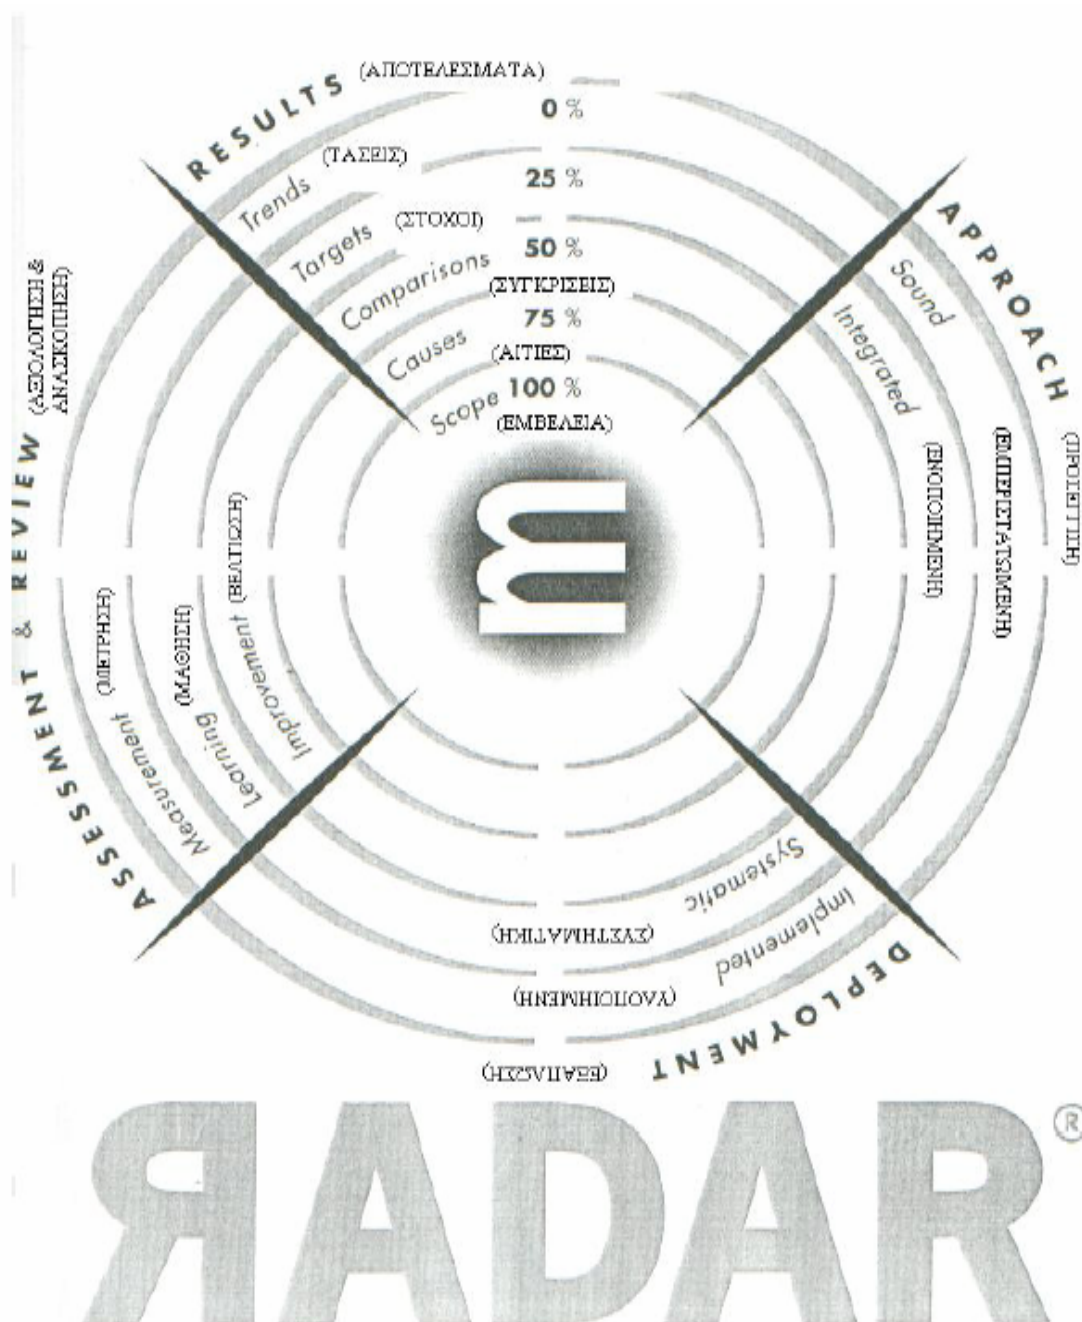 RESULTS (ΑΠΟΤΕΛΕΣΜΑΤΑ)
0 %
Trends (ΤΑΣΕΙΣ)
25 %
Targets (ΣΤΟΧΟΙ)
50 %
Comparisons (ΣΥΓΚΡΙΣΕΙΣ)
75 %
Causes (ΑΙΤΙΕΣ)
Scope 100 %
(ΕΜΒΕΛΕΙΑ)
APPROACH (ΠΡΟΣΕΓΓΙΣΗ)
Sound (ΕΜΠΕΡΙΣΤΑΤΩΜΕΝΗ)
Integrated (ΕΝΟΠΟΙΗΜΕΝΗ)
DEPLOYMENT (ΕΞΑΠΛΩΣΗ)
Implemented (ΥΛΟΠΟΙΗΜΕΝΗ)
Systematic (ΣΥΣΤΗΜΑΤΙΚΗ)
ASSESSMENT & REVIEW (ΑΞΙΟΛΟΓΗΣΗ &
ΑΝΑΣΚΟΠΗΣΗ)
Measurement (ΜΕΤΡΗΣΗ)
Learning (ΜΑΘΗΣΗ)
Improvement (ΒΕΛΤΙΩΣΗ)
m
RADAR®